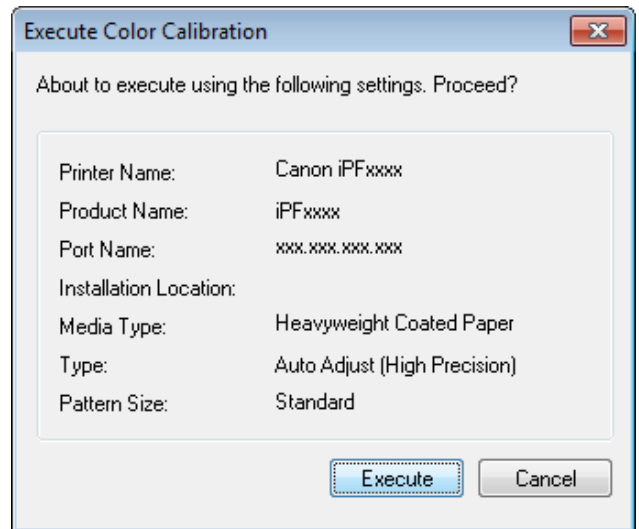 Execute Color Calibration
About to execute using the following settings. Proceed?
Printer Name: Canon iPFxxxx
Product Name: iPFxxxx
Port Name: xxx.xxx.xxx.xxx
Installation Location:
Media Type: Heavyweight Coated Paper
Type: Auto Adjust (High Precision)
Pattern Size: Standard
Execute Cancel